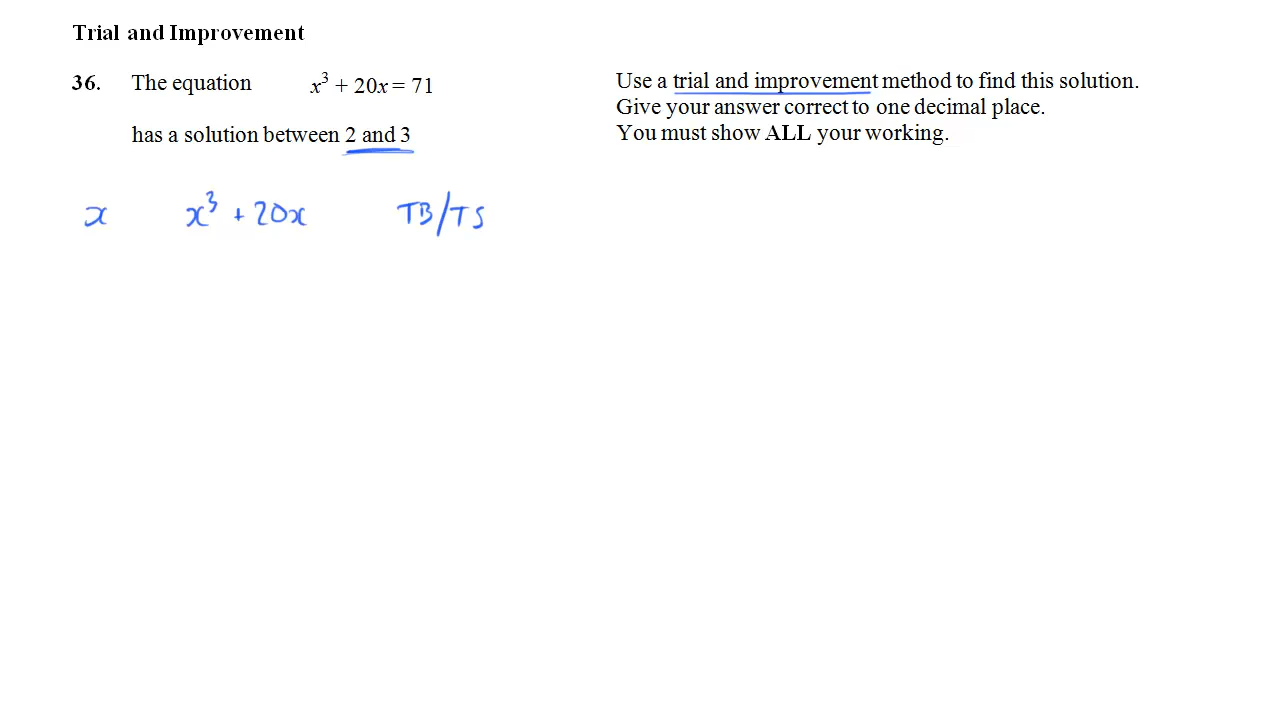 Trial and Improvement
36. The equation x³ + 20x = 71
has a solution between 2 and 3
Use a trial and improvement method to find this solution.
Give your answer correct to one decimal place.
You must show ALL your working.
x x³ + 20x TB/TS